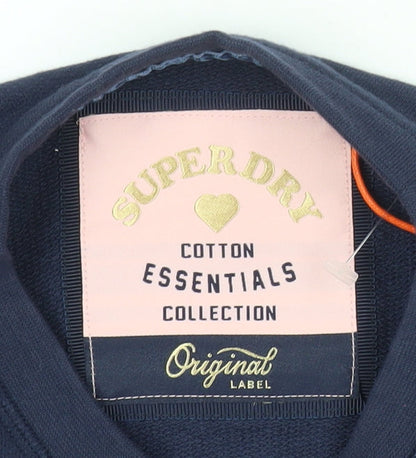 SUPERDRY
COTTON
ESSENTIALS
COLLECTION
Original
LABEL